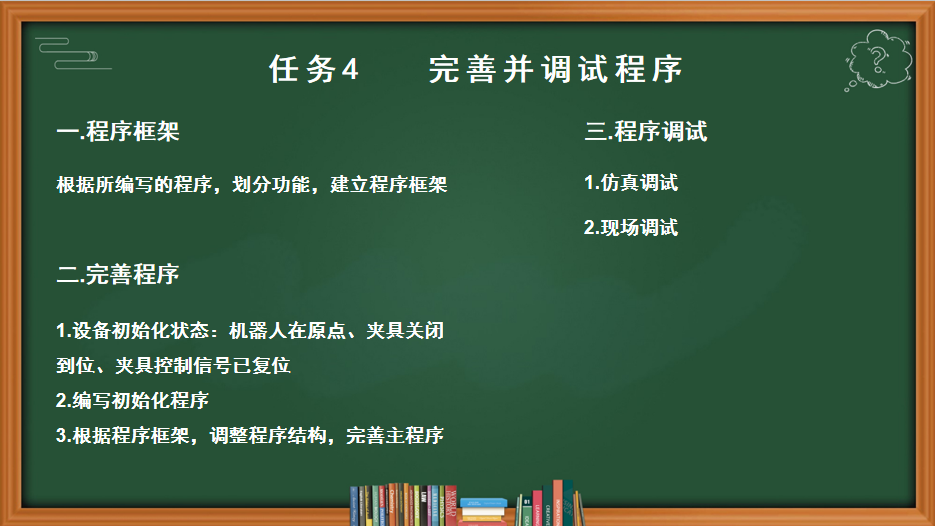 任务4 完善并调试程序
一.程序框架
根据所编写的程序，划分功能，建立程序框架
二.完善程序
1.设备初始化状态：机器人在原点、夹具关闭
到位、夹具控制信号已复位
2.编写初始化程序
3.根据程序框架，调整程序结构，完善主程序
三.程序调试
1.仿真调试
2.现场调试